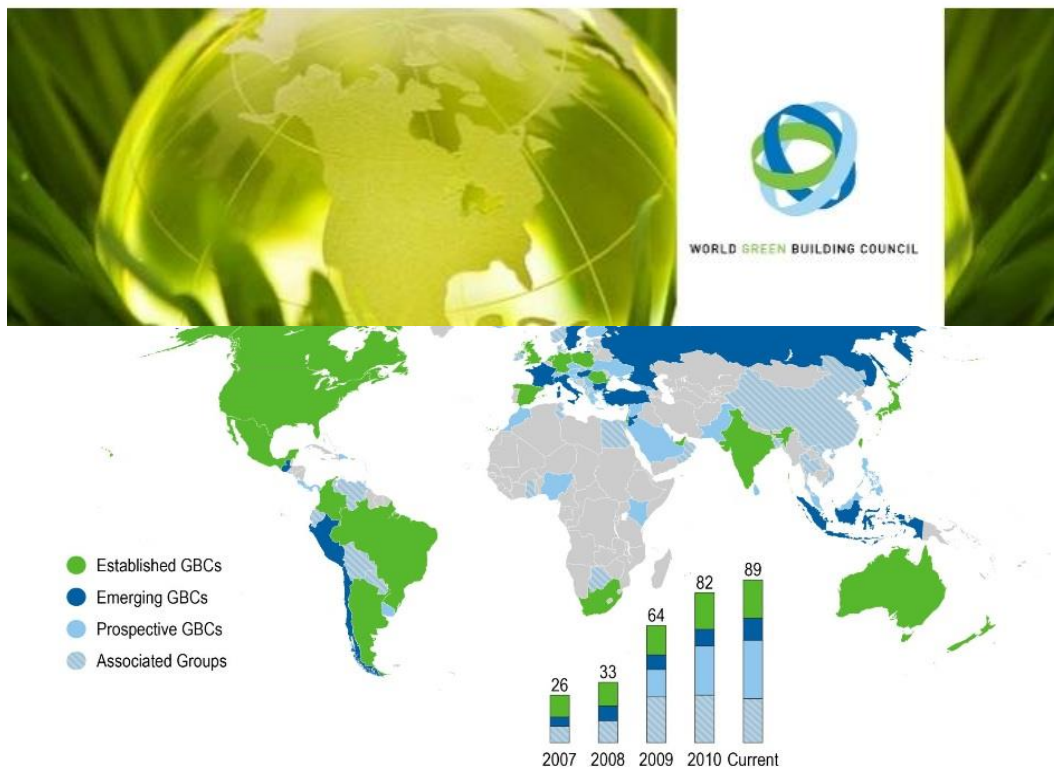 WORLD GREEN BUILDING COUNCIL
Established GBCs
Emerging GBCs
Prospective GBCs
Associated Groups
26
33
64
82
89
2007
2008
2009
2010
Current